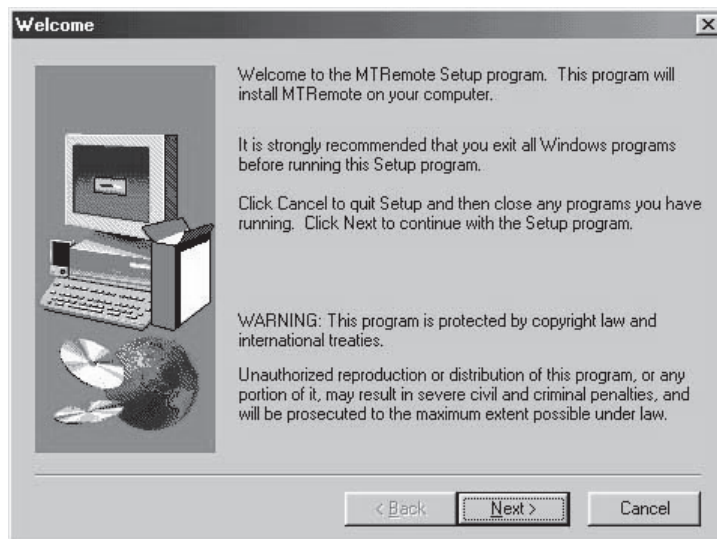 Welcome
Welcome to the MTRemote Setup program. This program will
install MTRemote on your computer.
It is strongly recommended that you exit all Windows programs
before running this Setup program.
Click Cancel to quit Setup and then close any programs you have
running. Click Next to continue with the Setup program.
WARNING: This program is protected by copyright law and
international treaties.
Unauthorized reproduction or distribution of this program, or any
portion of it, may result in severe civil and criminal penalties, and
will be prosecuted to the maximum extent possible under law.
< Back
Next >
Cancel